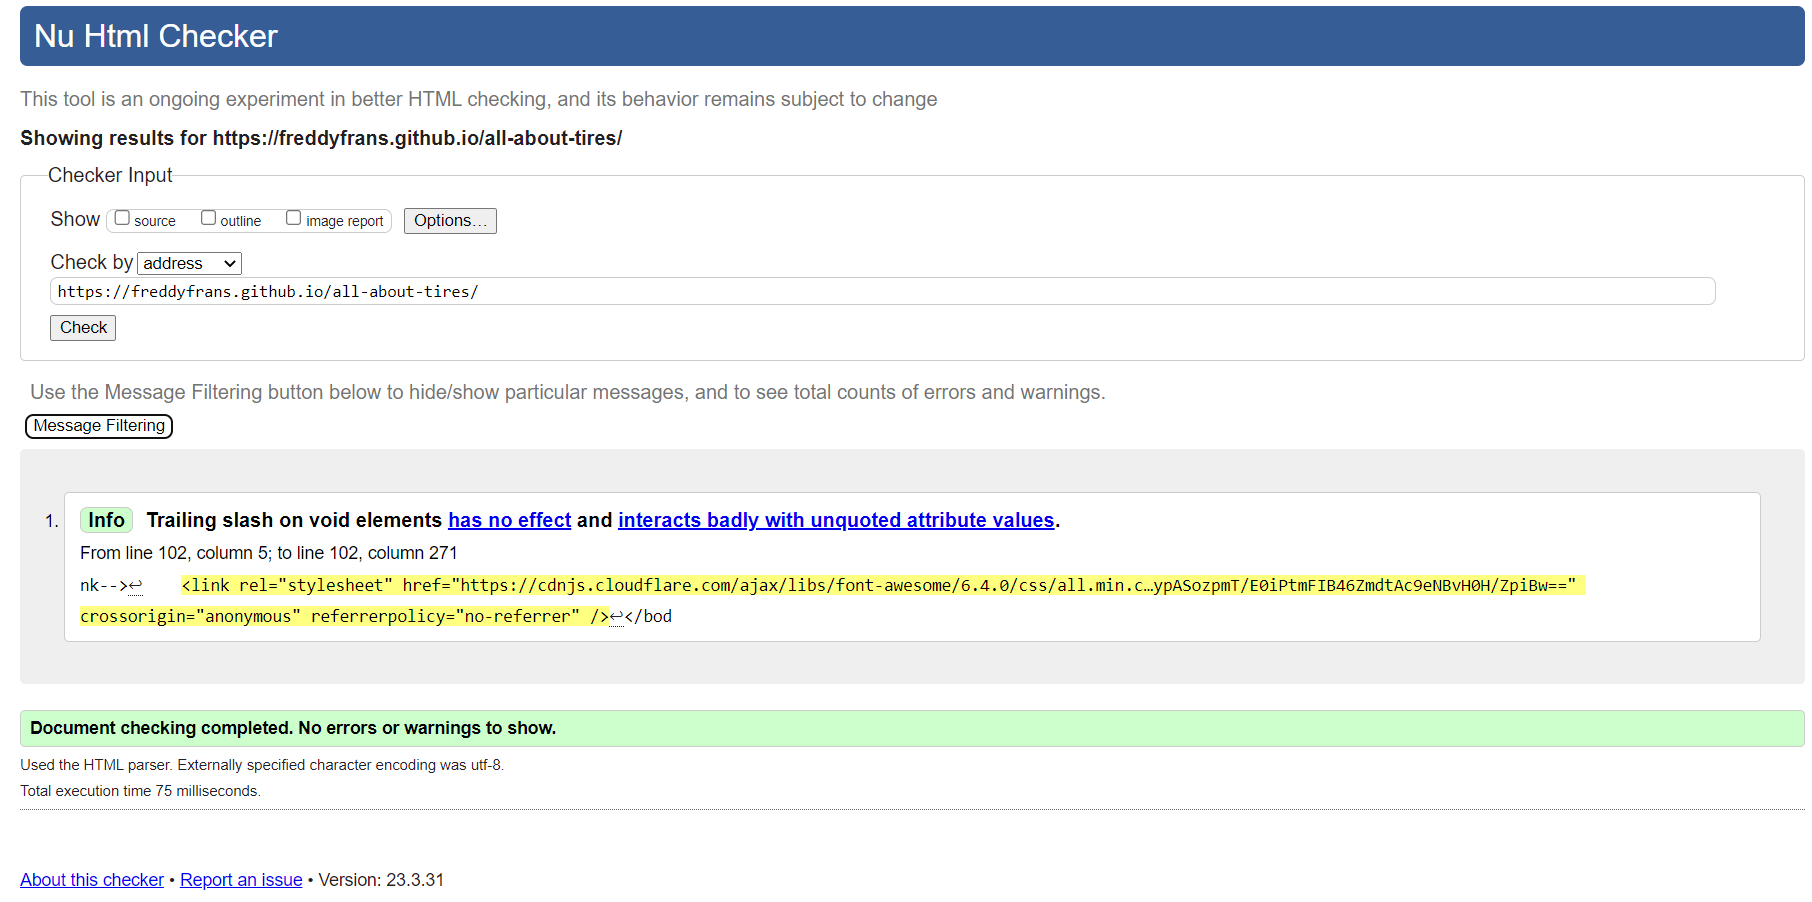 Nu Html Checker
This tool is an ongoing experiment in better HTML checking, and its behavior remains subject to change
Showing results for https://freddyfrans.github.io/all-about-tires/
Checker Input
Show source outline image report Options…
Check by address
https://freddyfrans.github.io/all-about-tires/
Check
Use the Message Filtering button below to hide/show particular messages, and to see total counts of errors and warnings.
Message Filtering
1. Info Trailing slash on void elements has no effect and interacts badly with unquoted attribute values.
From line 102, column 5; to line 102, column 271
nk-->↩    <link rel="stylesheet" href="https://cdnjs.cloudflare.com/ajax/libs/font-awesome/6.4.0/css/all.min.c…ypASozpmT/E0iPtmFIB46ZmdtAc9eNBvH0H/ZpiBw=="
crossorigin="anonymous" referrerpolicy="no-referrer" />↩</bod
Document checking completed. No errors or warnings to show.
Used the HTML parser. Externally specified character encoding was utf-8.
Total execution time 75 milliseconds.
About this checker • Report an issue • Version: 23.3.31